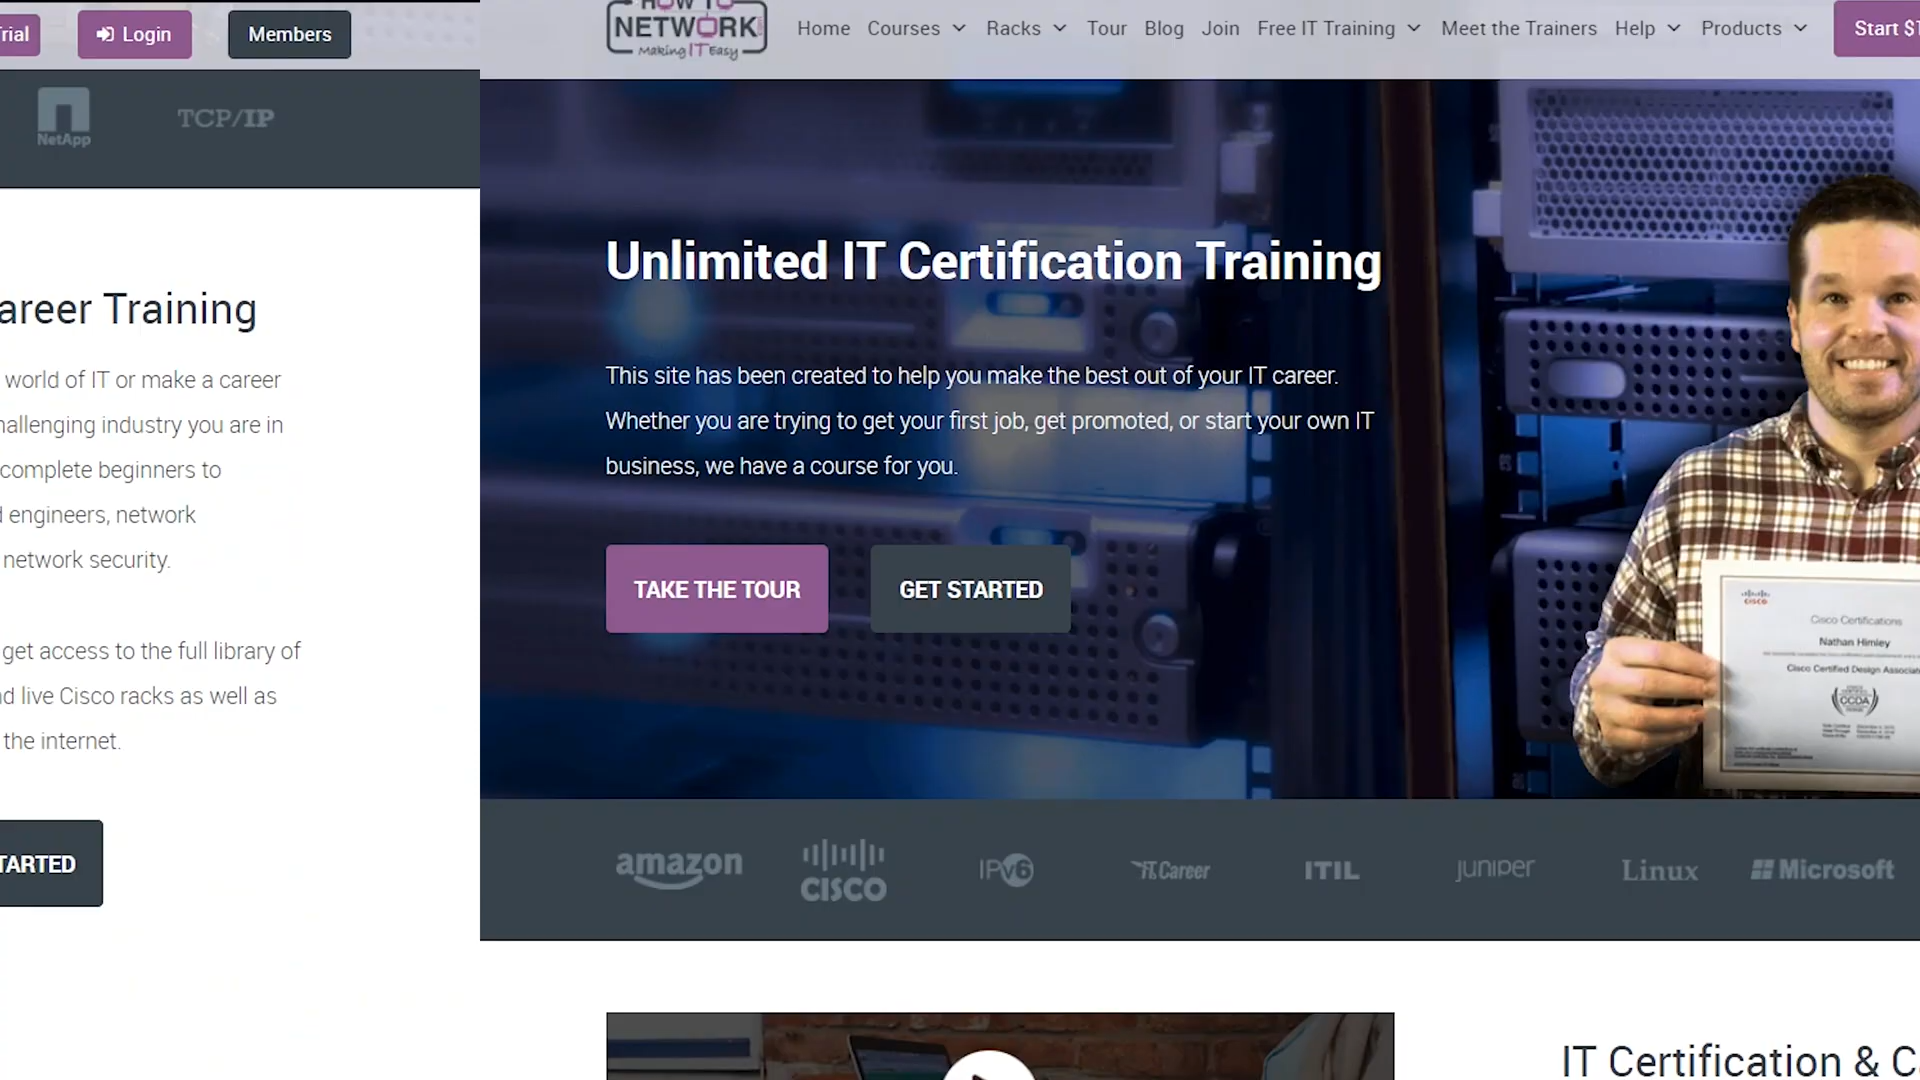 rial
Login
Members
NetApp
TCP/IP
areer Training
world of IT or make a career
hallenging industry you are in
complete beginners to
d engineers, network
network security.
get access to the full library of
nd live Cisco racks as well as
the internet.
TARTED
HOW TO
NETWORK
Making IT Easy
Home
Courses
Racks
Tour
Blog
Join
Free IT Training
Meet the Trainers
Help
Products
Start $1
Unlimited IT Certification Training
This site has been created to help you make the best out of your IT career.
Whether you are trying to get your first job, get promoted, or start your own IT
business, we have a course for you.
TAKE THE TOUR
GET STARTED
CISCO
Cisco Certifications
Nathan Himley
Cisco Certified Design Associat
CCDA
amazon
CISCO
IPv6
IT Career
ITIL
juniper
Linux
Microsoft
IT Certification & C